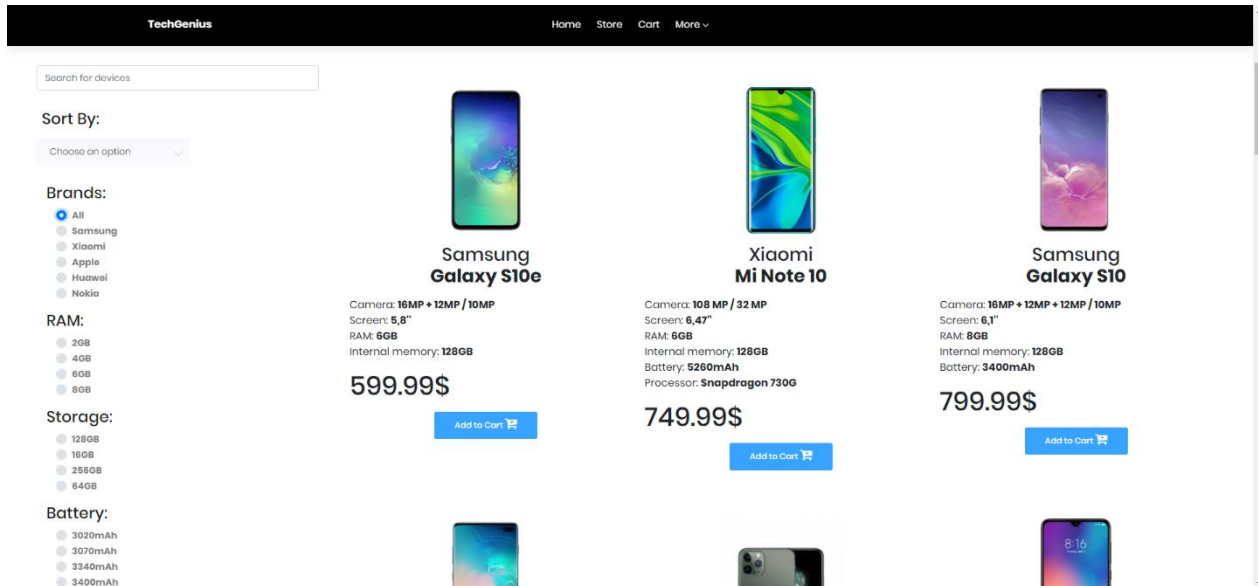 TechGenius
Home Store Cart More
Search for devices
Sort By:
Choose an option
Brands:
All
Samsung
Xiaomi
Apple
Huawei
Nokia
RAM:
2GB
4GB
6GB
8GB
Storage:
128GB
16GB
256GB
64GB
Battery:
3020mAh
3070mAh
3340mAh
3400mAh
Samsung
Galaxy S10e
Camera: 16MP + 12MP / 10MP
Screen: 5,8''
RAM: 6GB
Internal memory: 128GB
599.99$
Add to Cart
Xiaomi
Mi Note 10
Camera: 108 MP / 32 MP
Screen: 6,47"
RAM: 6GB
Internal memory: 128GB
Battery: 5260mAh
Processor: Snapdragon 730G
749.99$
Add to Cart
Samsung
Galaxy S10
Camera: 16MP + 12MP + 12MP / 10MP
Screen: 6,1''
RAM: 8GB
Internal memory: 128GB
Battery: 3400mAh
799.99$
Add to Cart
8:16